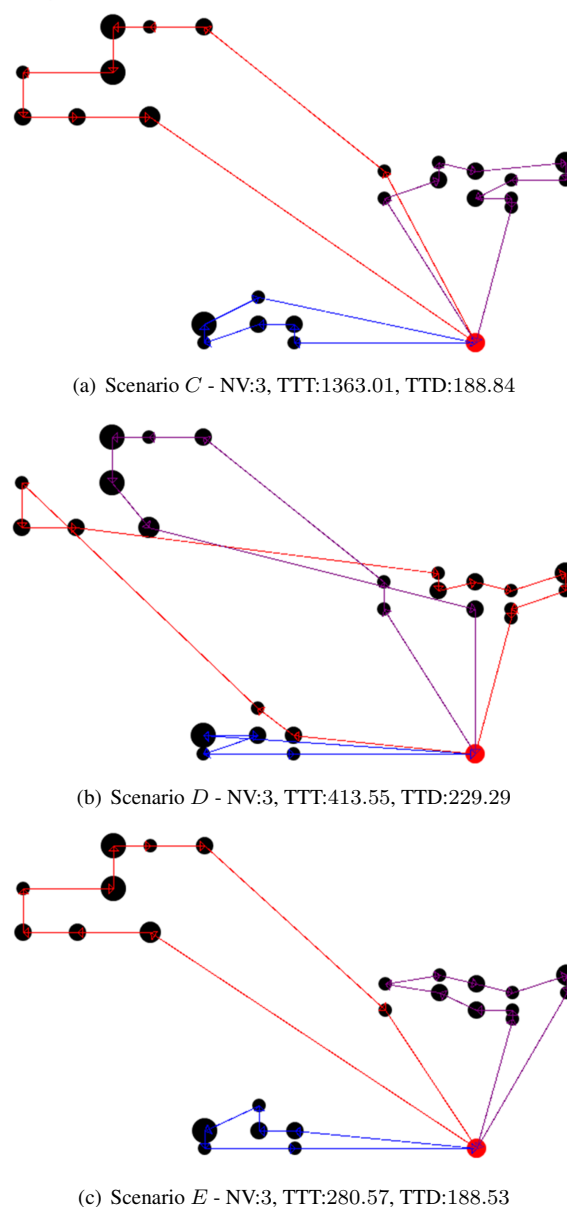 (a) Scenario C - NV:3, TTT:1363.01, TTD:188.84
(b) Scenario D - NV:3, TTT:413.55, TTD:229.29
(c) Scenario E - NV:3, TTT:280.57, TTD:188.53